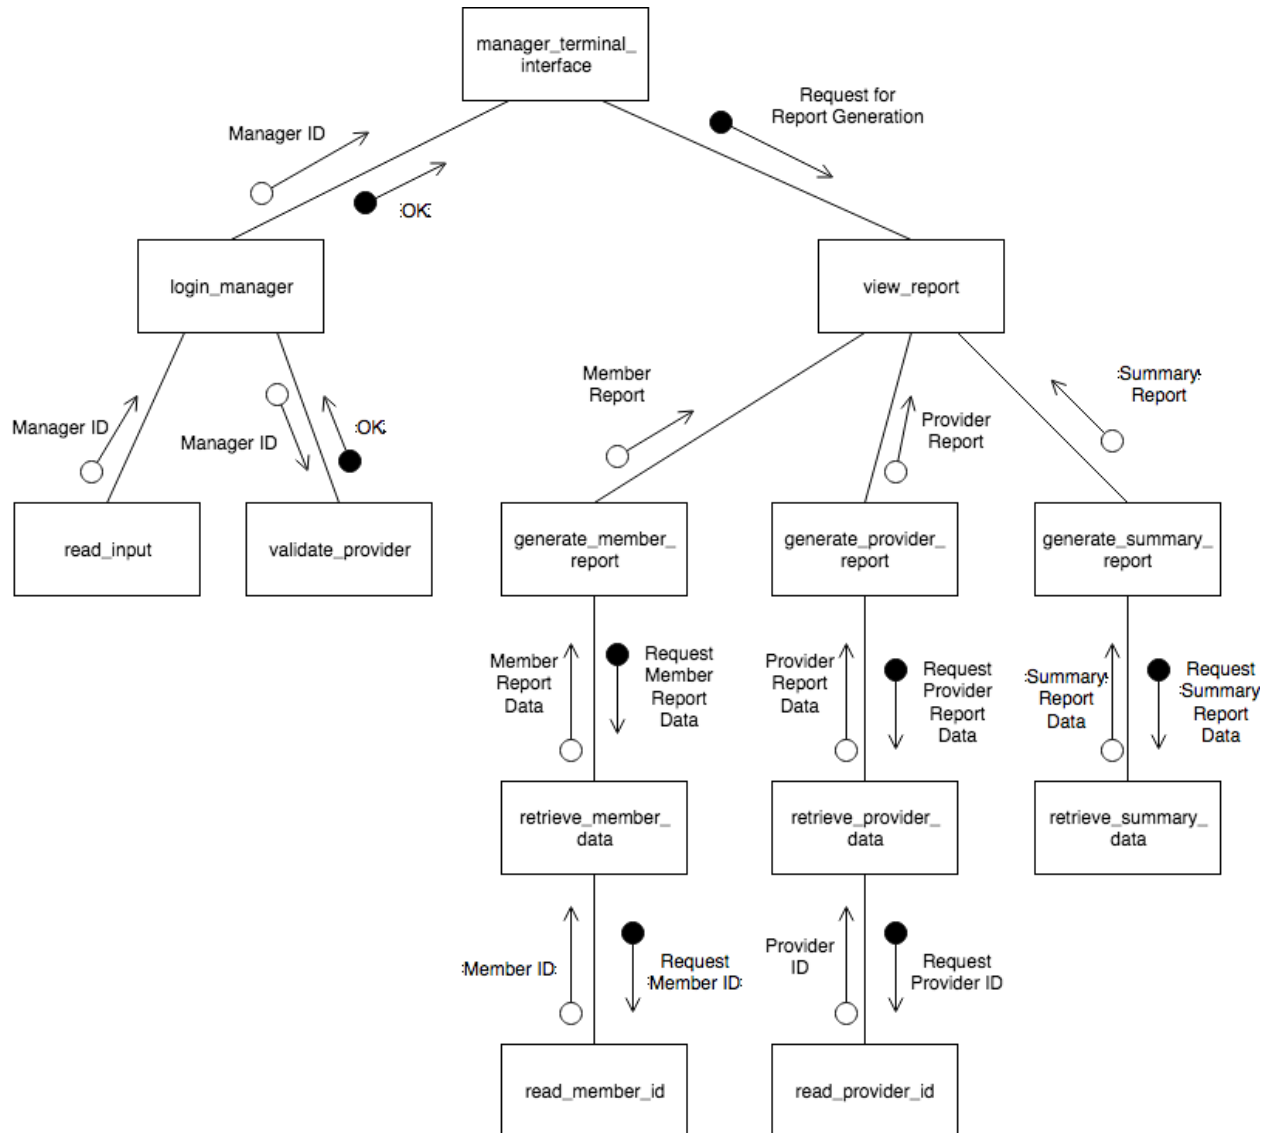 manager_terminal_
interface
Request for
Report Generation
Manager ID
:OK:
login_manager
view_report
Member
Report
:Summary:
Report
Provider
Report
Manager ID
Manager ID
:OK:
read_input
validate_provider
generate_member_
report
generate_provider_
report
generate_summary_
report
Member
Report
Data
Request
Member
Report
Data
Provider
Report
Data
Request
Provider
Report
Data
:Summary:
Report
Data
Request
:Summary
Report
Data
retrieve_member_
data
retrieve_provider_
data
retrieve_summary_
data
:Member ID:
Request
:Member ID:
Provider
ID
Request
Provider ID
read_member_id
read_provider_id